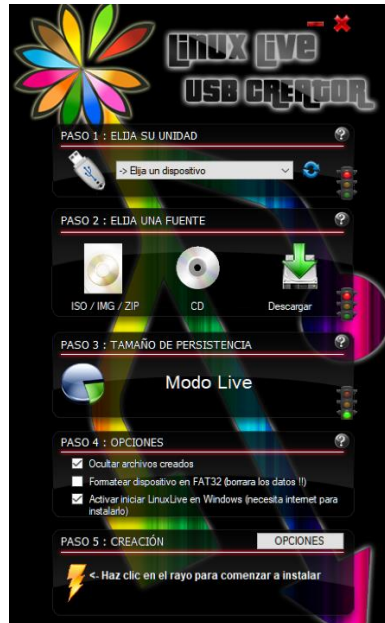 LINUX LIVE
USB CREATOR
PASO 1 : ELIJA SU UNIDAD
?
-> Elija un dispositivo
PASO 2 : ELIJA UNA FUENTE
?
ISO / IMG / ZIP CD Descargar
PASO 3 : TAMAÑO DE PERSISTENCIA
?
Modo Live
PASO 4 : OPCIONES
?
Ocultar archivos creados
Formatear dispositivo en FAT32 (borrara los datos !!)
Activar iniciar LinuxLive en Windows (necesita internet para
instalarlo)
PASO 5 : CREACIÓN OPCIONES
<- Haz clic en el rayo para comenzar a instalar